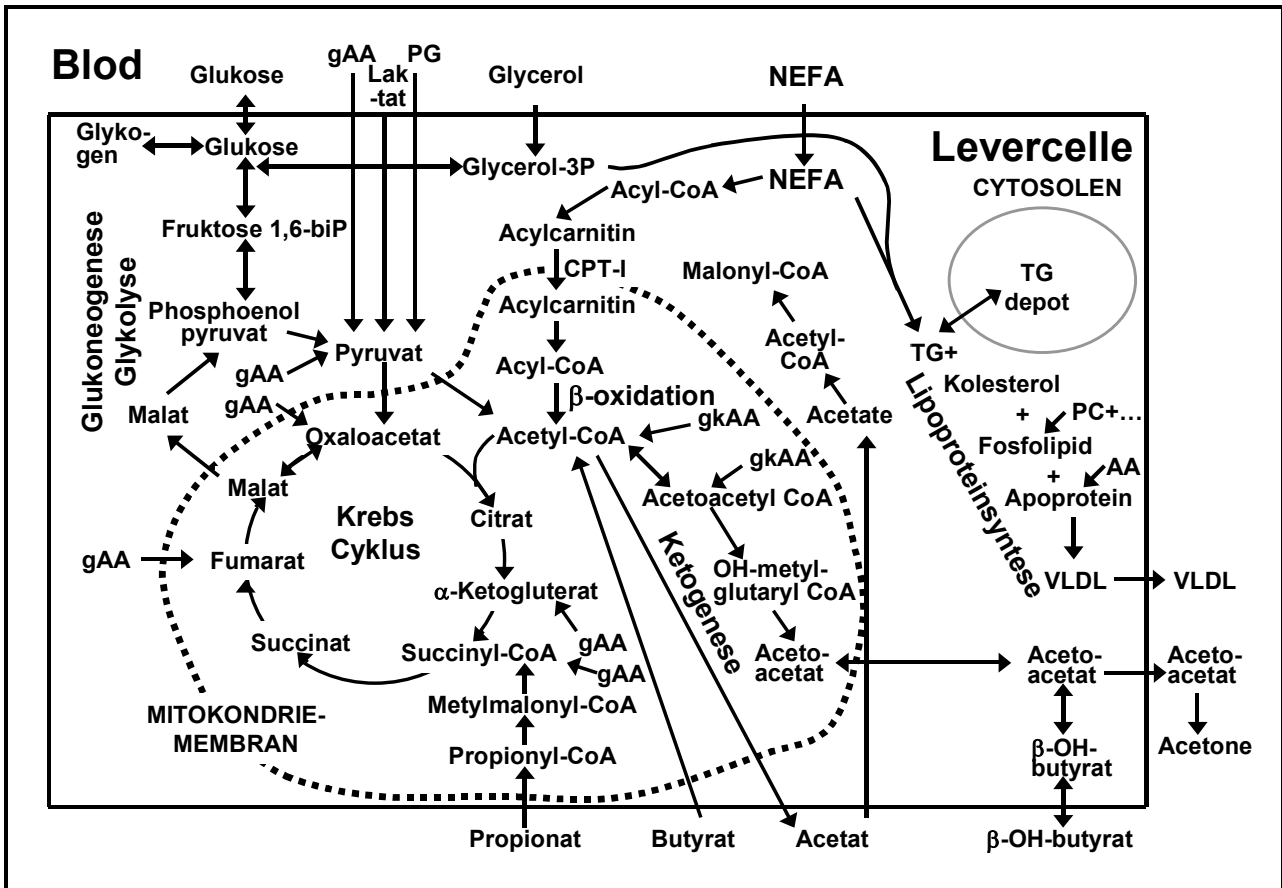 Blod
Glukose
gAA
PG
Lak
-tat
Glycerol
NEFA
Glyko-
gen
Glukose
Glycerol-3P
Acyl-CoA
NEFA
Levercelle
CYTOSOLEN
Fruktose 1,6-biP
Acylcarnitin
CPT-I
Malonyl-CoA
TG
depot
Glukoneogenese
Glykolyse
Phosphoenol
pyruvat
Acylcarnitin
Pyruvat
Acyl-CoA
Acetyl-
CoA
TG+
gAA
gAA
β-oxidation
Kolesterol
Malat
Acetate
+
PC+...
gkAA
Oxaloacetat
Acetyl-CoA
Fosfolipid
gkAA
+
AA
Malat
Acetoacetyl CoA
Apoprotein
Lipoproteinsyntese
Krebs
Cyklus
Citrat
Ketogenese
gAA
Fumarat
OH-metyl-
glutaryl CoA
VLDL
VLDL
α-Ketogluterat
Succinat
gAA
Succinyl-CoA
gAA
Aceto-
acetat
Aceto-
acetat
Aceto-
acetat
Metylmalonyl-CoA
MITOKONDRIE-
MEMBRAN
Propionyl-CoA
β-OH-
butyrat
Acetone
Propionat
Butyrat
Acetat
β-OH-butyrat